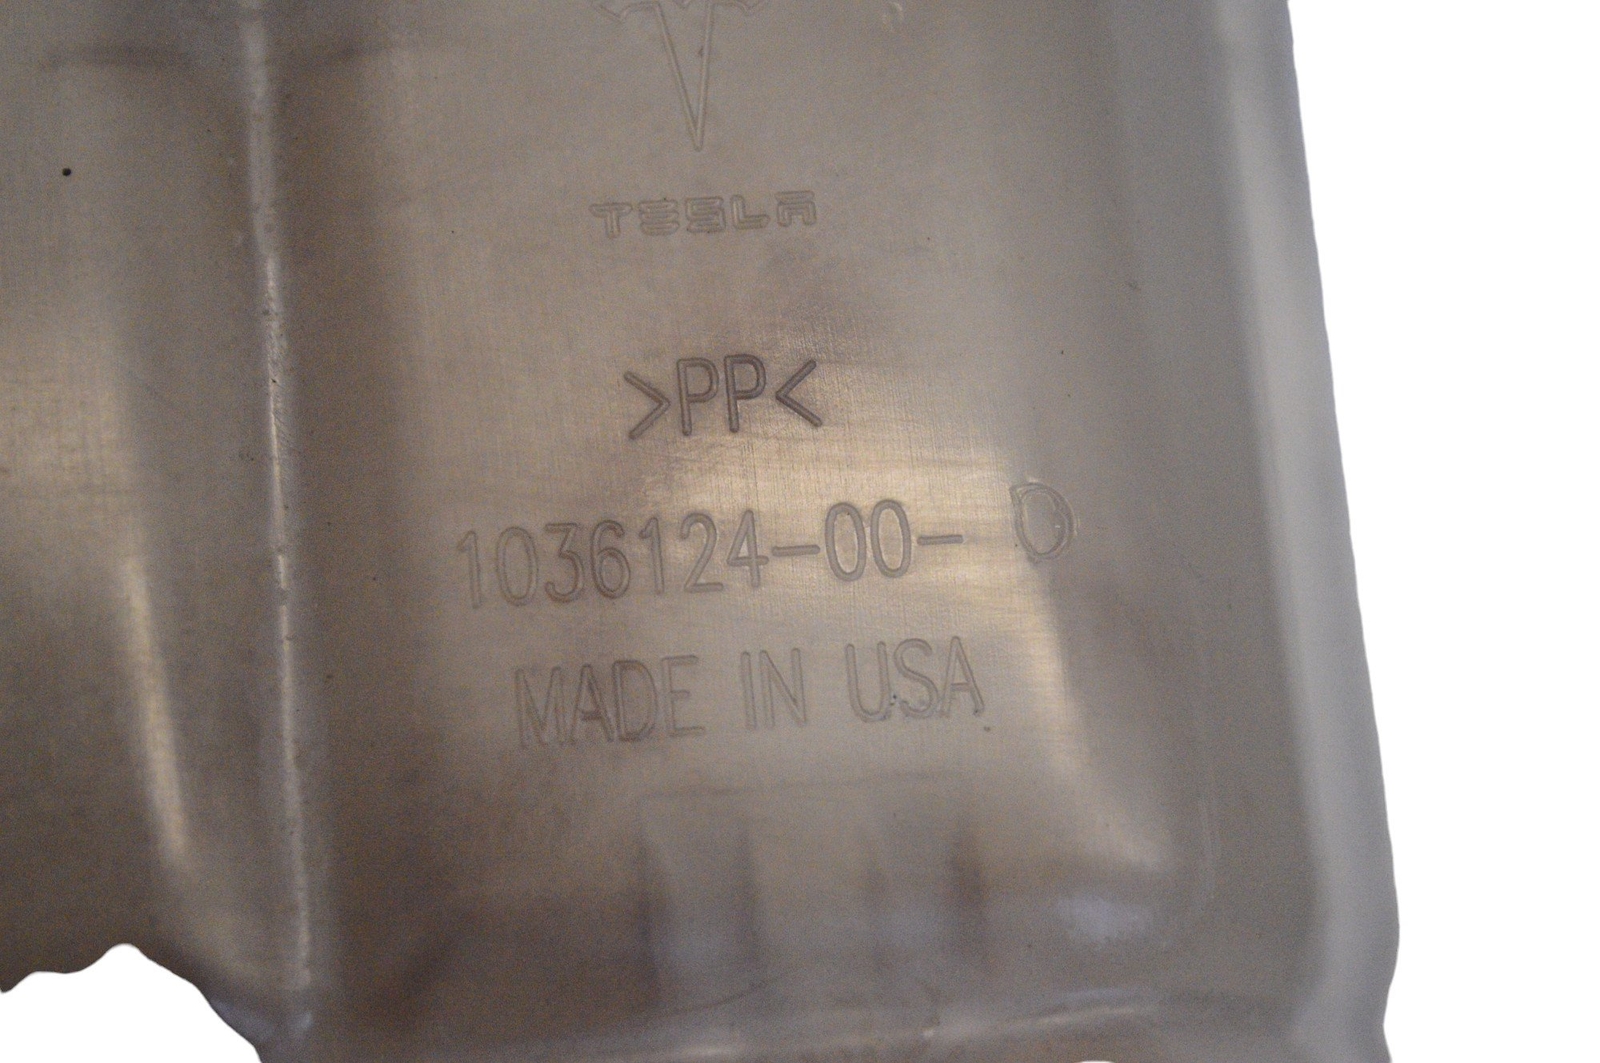 TESLA
>PP<
1036124-00- D
MADE IN USA